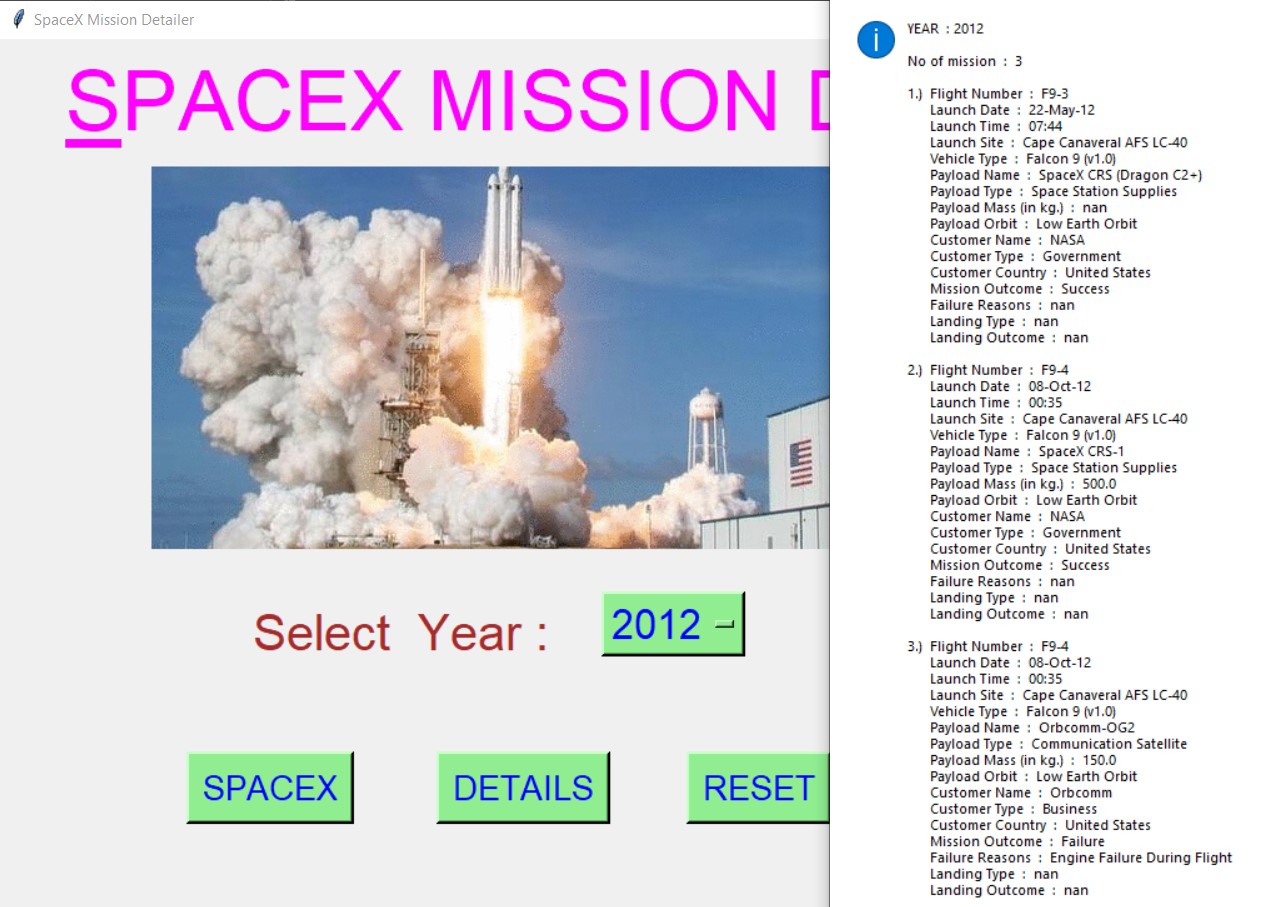 SpaceX Mission Detailer
SPACEX MISSION
Select Year :
2012
SPACEX
DETAILS
RESET
YEAR : 2012
No of mission : 3
1.) Flight Number : F9-3
Launch Date : 22-May-12
Launch Time : 07:44
Launch Site : Cape Canaveral AFS LC-40
Vehicle Type : Falcon 9 (v1.0)
Payload Name : SpaceX CRS (Dragon C2+)
Payload Type : Space Station Supplies
Payload Mass (in kg.) : nan
Payload Orbit : Low Earth Orbit
Customer Name : NASA
Customer Type : Government
Customer Country : United States
Mission Outcome : Success
Failure Reasons : nan
Landing Type : nan
Landing Outcome : nan
2.) Flight Number : F9-4
Launch Date : 08-Oct-12
Launch Time : 00:35
Launch Site : Cape Canaveral AFS LC-40
Vehicle Type : Falcon 9 (v1.0)
Payload Name : SpaceX CRS-1
Payload Type : Space Station Supplies
Payload Mass (in kg.) : 500.0
Payload Orbit : Low Earth Orbit
Customer Name : NASA
Customer Type : Government
Customer Country : United States
Mission Outcome : Success
Failure Reasons : nan
Landing Type : nan
Landing Outcome : nan
3.) Flight Number : F9-4
Launch Date : 08-Oct-12
Launch Time : 00:35
Launch Site : Cape Canaveral AFS LC-40
Vehicle Type : Falcon 9 (v1.0)
Payload Name : Orbcomm-OG2
Payload Type : Communication Satellite
Payload Mass (in kg.) : 150.0
Payload Orbit : Low Earth Orbit
Customer Name : Orbcomm
Customer Type : Business
Customer Country : United States
Mission Outcome : Failure
Failure Reasons : Engine Failure During Flight
Landing Type : nan
Landing Outcome : nan